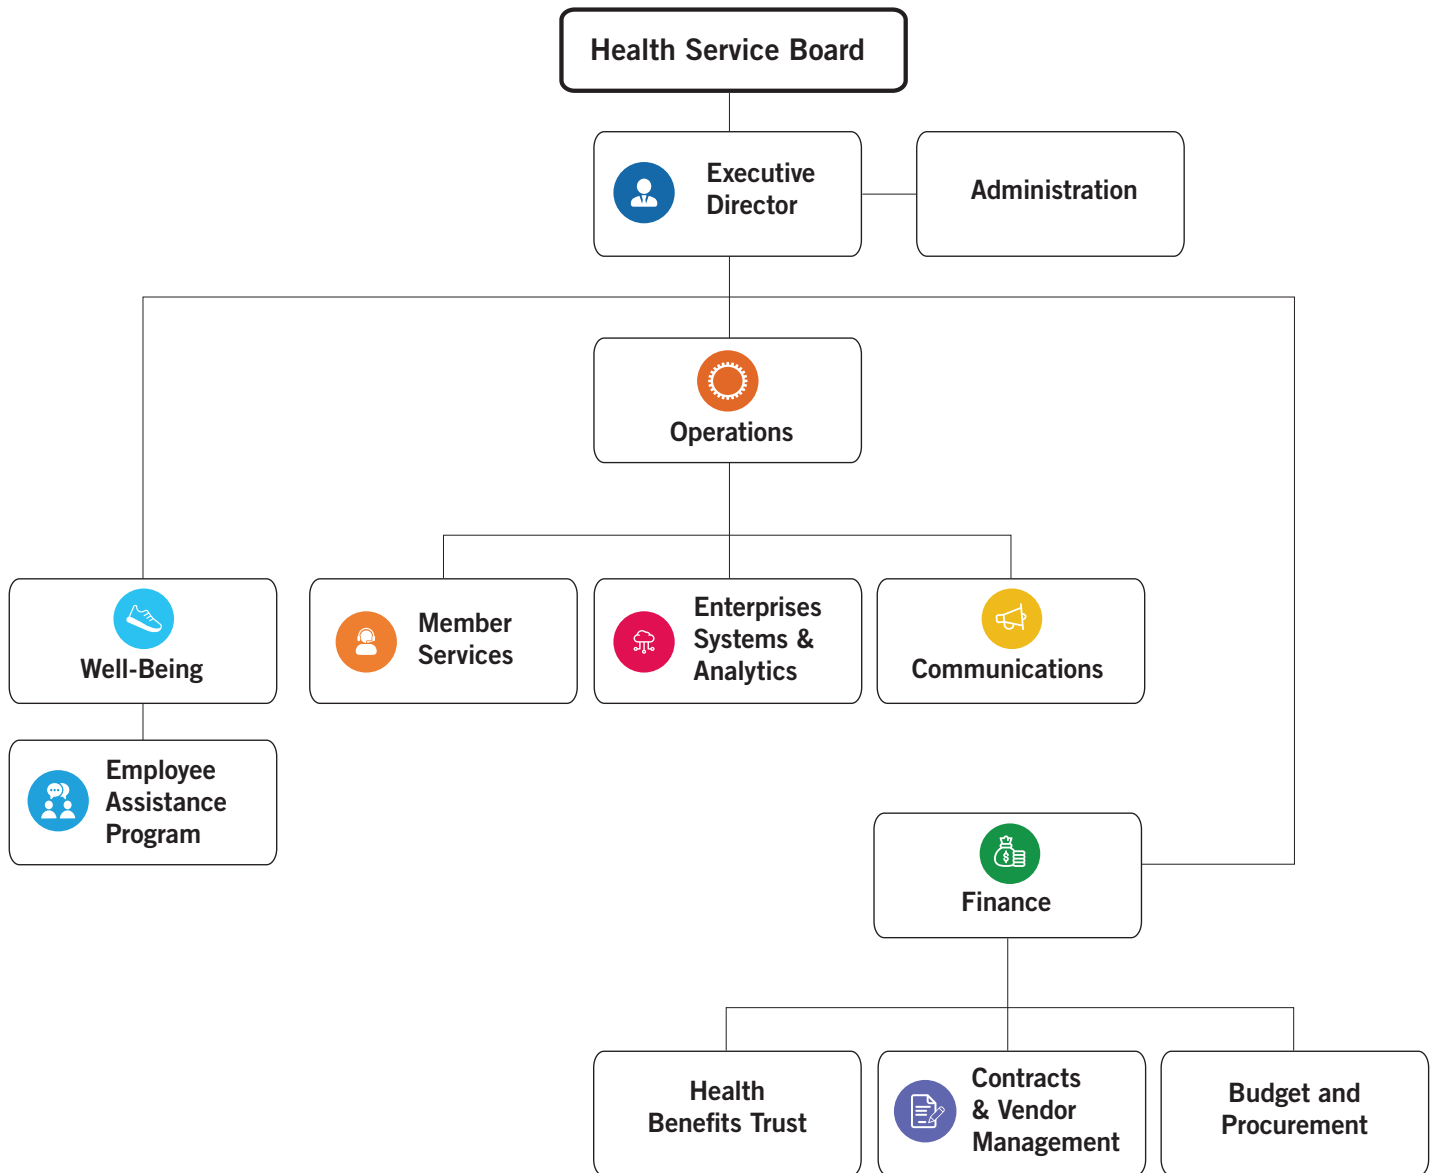 Health Service Board
Executive
Director
Administration
Operations
Well-Being
Member
Services
Enterprises
Systems &
Analytics
Communications
Employee
Assistance
Program
Finance
Health
Benefits Trust
Contracts
& Vendor
Management
Budget and
Procurement